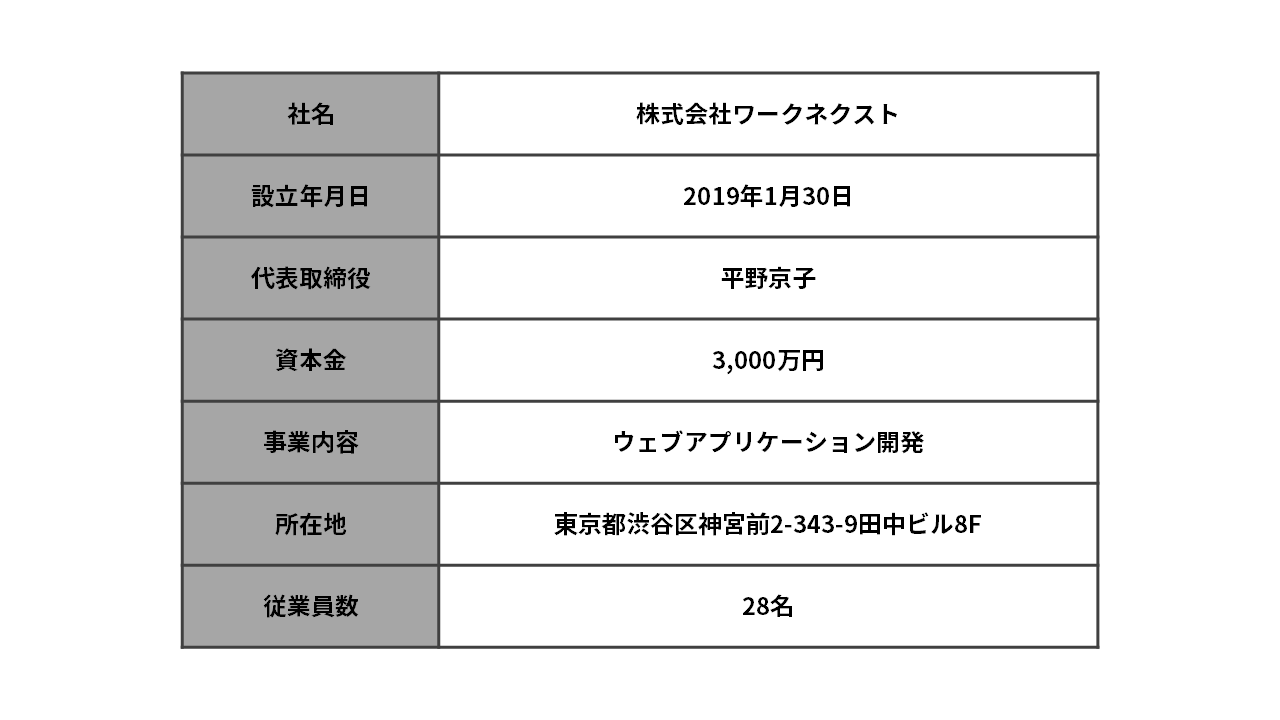 社名 株式会社ワークネクスト
設立年月日 2019年1月30日
代表取締役 平野京子
資本金 3,000万円
事業内容 ウェブアプリケーション開発
所在地 東京都渋谷区神宮前2-343-9田中ビル8F
従業員数 28名